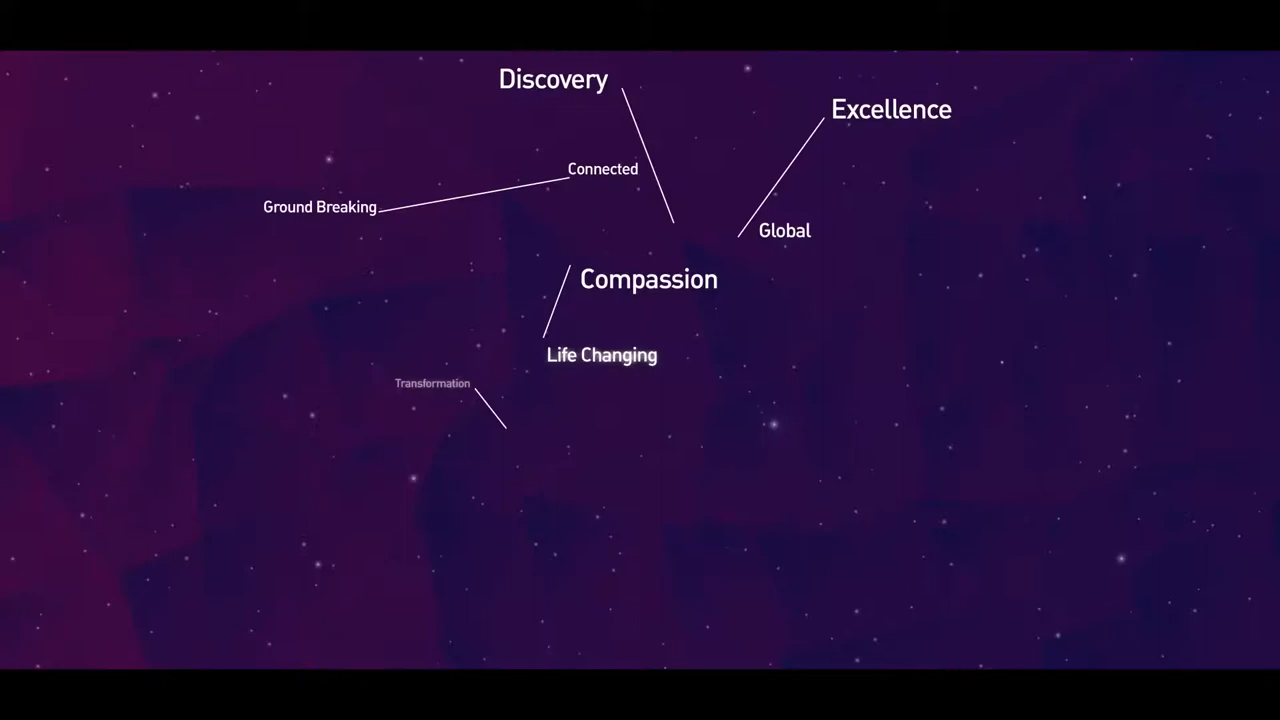 Discovery
Excellence
Connected
Ground Breaking
Global
Compassion
Life Changing
Transformation